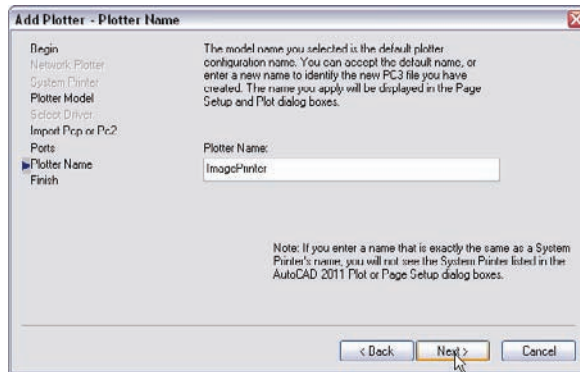 Add Plotter - Plotter Name
Begin
Network Plotter
System Printer
Plotter Model
Select Driver
Import Pcp or Pc2
Ports
Plotter Name
Finish
The model name you selected is the default plotter
configuration name. You can accept the default name, or
enter a new name to identify the new PC3 file you have
created. The name you apply will be displayed in the Page
Setup and Plot dialog boxes.
Plotter Name:
ImagePrinter
Note: If you enter a name that is exactly the same as a System
Printer's name, you will not see the System Printer listed in the
AutoCAD 2011 Plot or Page Setup dialog boxes.
< Back
Next >
Cancel